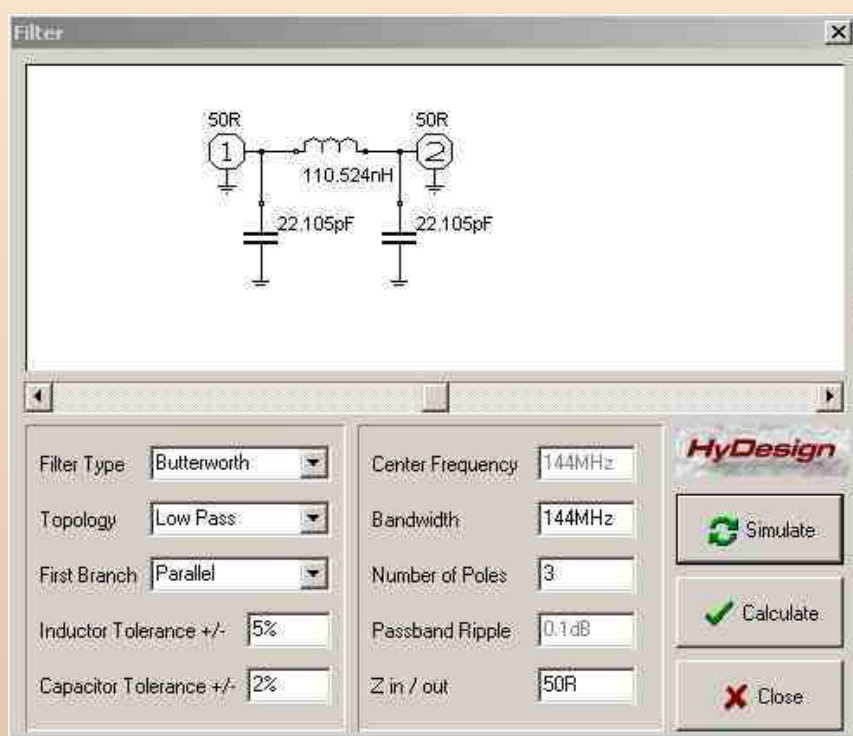 Filter
50R 50R
1 2
110.524nH
22.105pF 22.105pF
Filter Type Butterworth
Topology Low Pass
First Branch Parallel
Inductor Tolerance +/- 5%
Capacitor Tolerance +/- 2%
Center Frequency 144MHz
Bandwidth 144MHz
Number of Poles 3
Passband Ripple 0.1dB
Z in / out 50R
HyDesign
Simulate
Calculate
Close